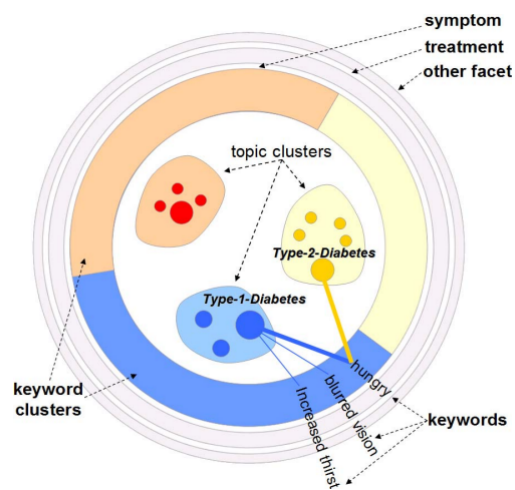 symptom
treatment
other facet
topic clusters
Type-2-Diabetes
Type-1-Diabetes
keyword
clusters
hungry
blurred vision
Increased thirst
keywords